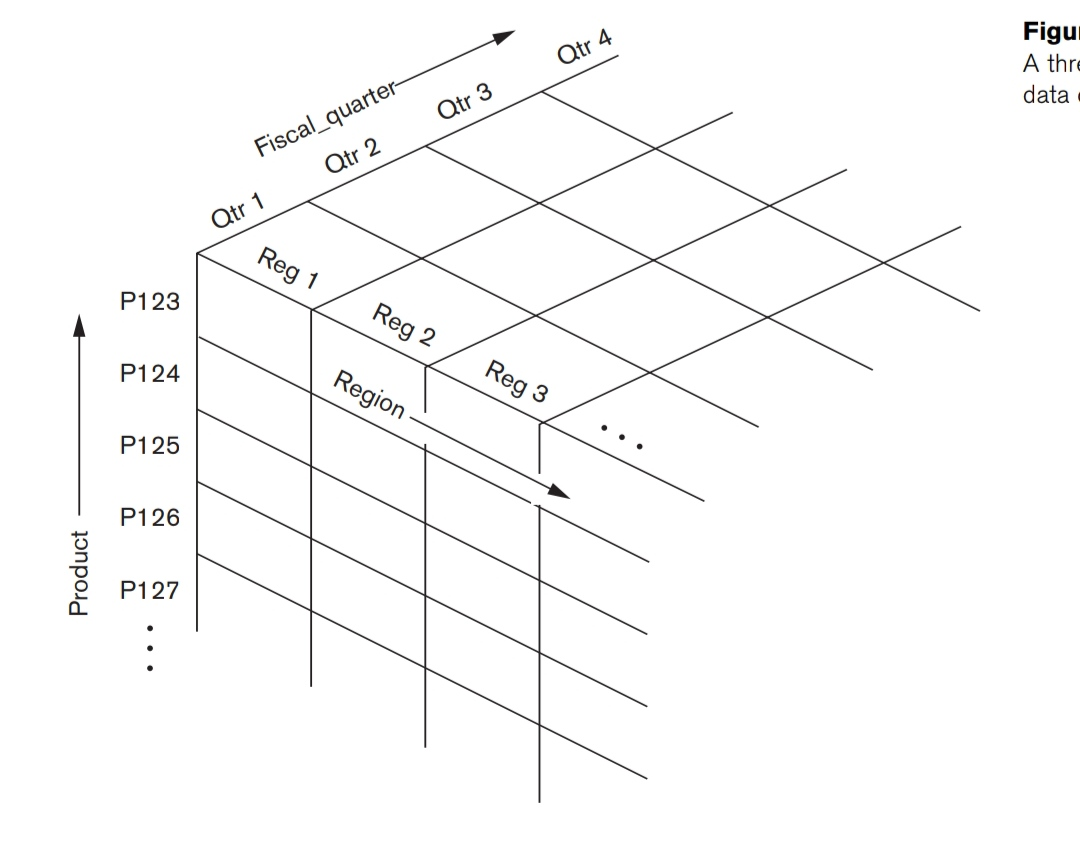 Figu
A thre
data
Fiscal_quarter
Qtr 1
Qtr 2
Qtr 3
Qtr 4
Reg 1
Reg 2
Reg 3
...
Region
Product
P123
P124
P125
P126
P127